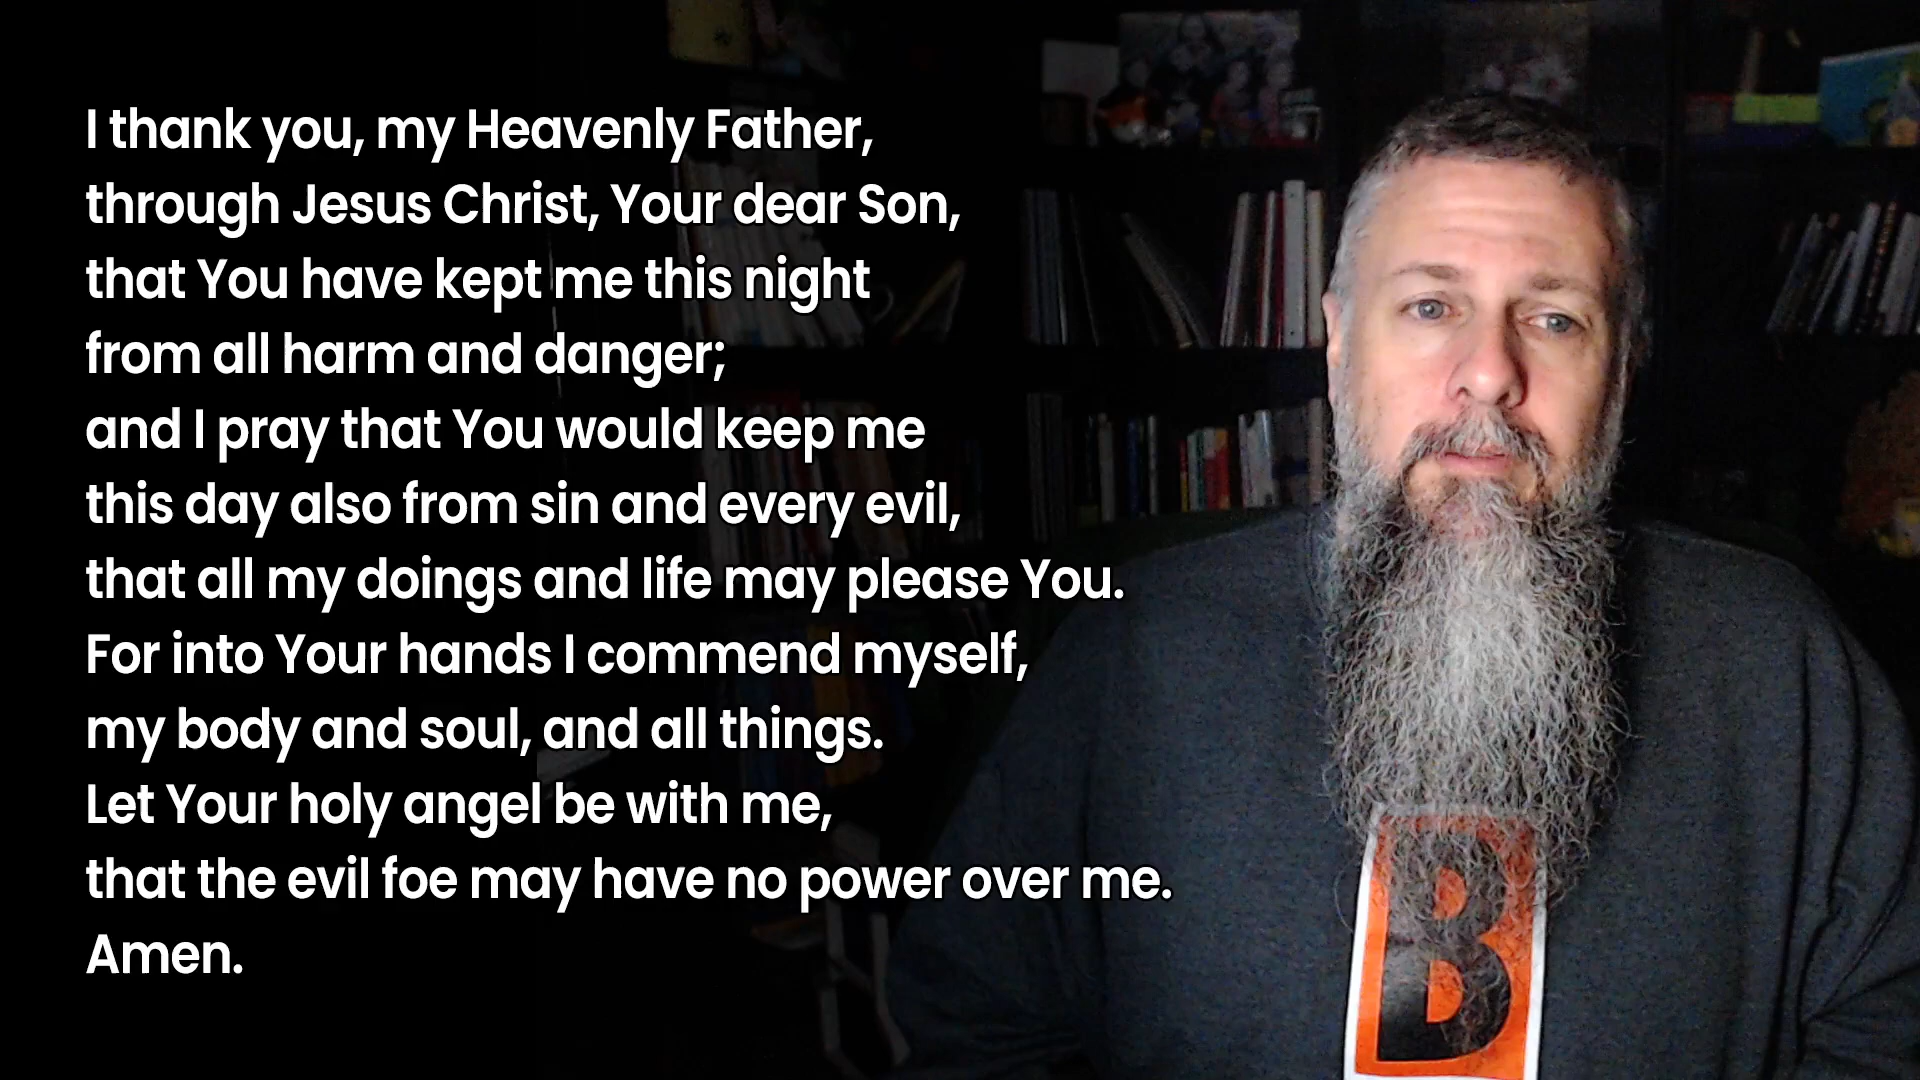 I thank you, my Heavenly Father,
through Jesus Christ, Your dear Son,
that You have kept me this night
from all harm and danger;
and I pray that You would keep me
this day also from sin and every evil,
that all my doings and life may please You.
For into Your hands I commend myself,
my body and soul, and all things.
Let Your holy angel be with me,
that the evil foe may have no power over me.
Amen.
B